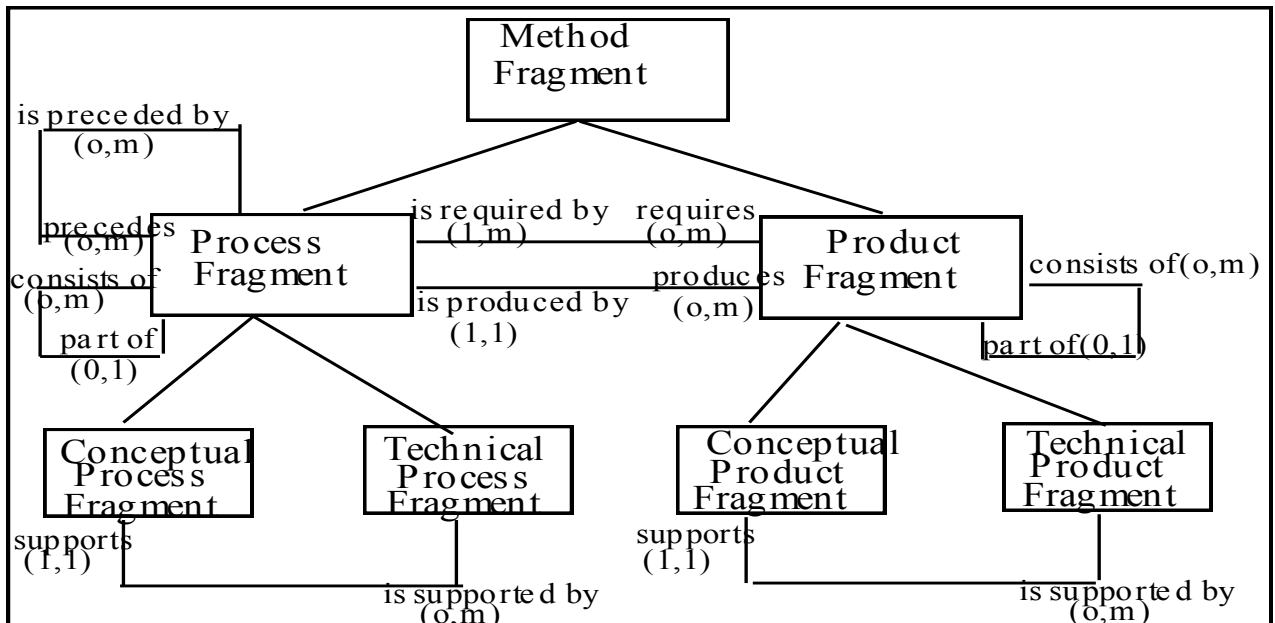 Method
Fragment
is preceded by
(o,m)
precedes
(o,m)
consists of
(o,m)
part of
(0,1)
Process
Fragment
is required by
(1,m)
requires
(o,m)
is produced by
(1,1)
produces
(o,m)
Product
Fragment
consists of(o,m)
part of(0,1)
Conceptual
Process
Fragment
Technical
Process
Fragment
Conceptual
Product
Fragment
Technical
Product
Fragment
supports
(1,1)
is supported by
(o,m)
supports
(1,1)
is supported by
(o,m)